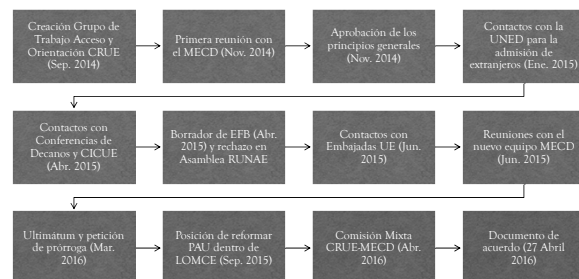 Creación Grupo de
Trabajo Acceso y
Orientación CRUE
(Sep. 2014)
Primera reunión con
el MECD (Nov. 2014)
Aprobación de los
principios generales
(Nov. 2014)
Contactos con la
UNED para la
admisión de
extranjeros (Ene. 2015)
Contactos con
Conferencias de
Decanos y CICUE
(Abr. 2015)
Borrador de EFB (Abr.
2015) y rechazo en
Asamblea RUNAE
Contactos con
Embajadas UE (Jun.
2015)
Reuniones con el
nuevo equipo MECD
(Jun. 2015)
Ultimátum y petición
de prórroga (Mar.
2016)
Posición de reformar
PAU dentro de
LOMCE (Sep. 2015)
Comisión Mixta
CRUE-MECD (Abr.
2016)
Documento de
acuerdo (27 Abril
2016)